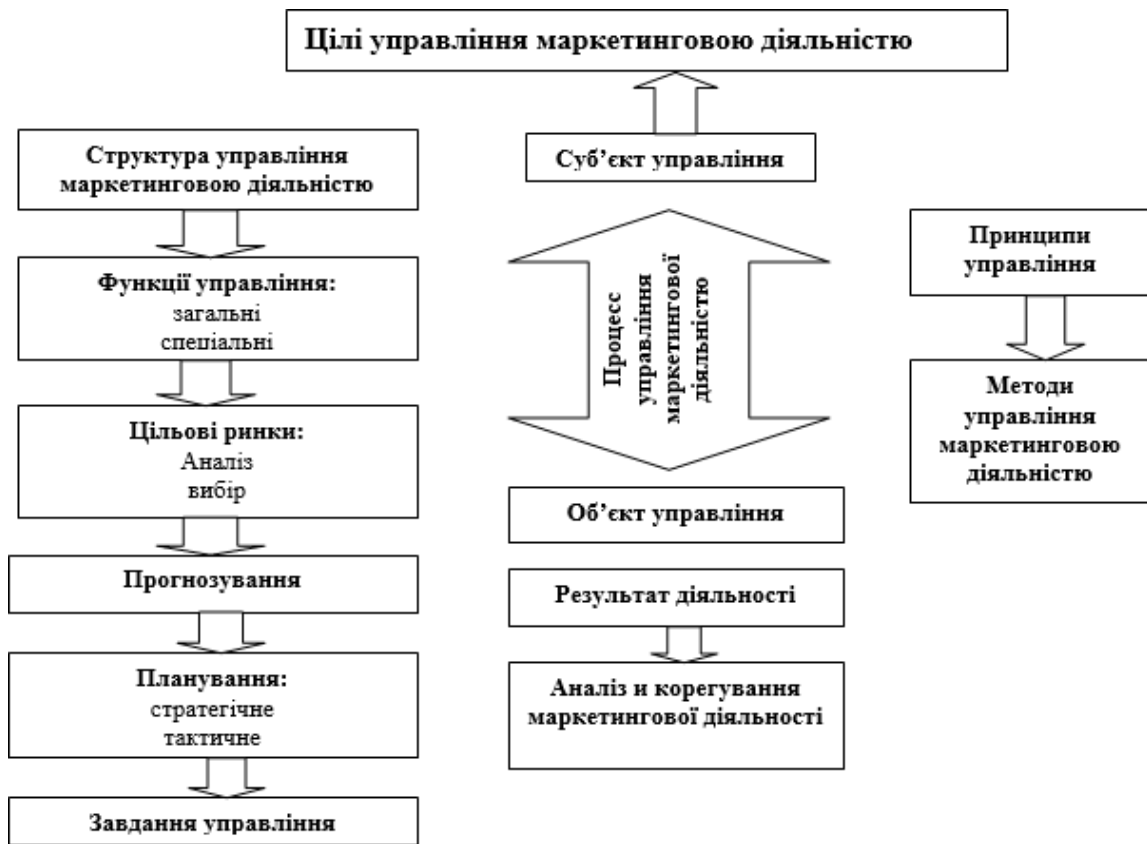 Цілі управління маркетинговою діяльністю
Структура управління
маркетинговою діяльністю
Функції управління:
загальні
спеціальні
Цільові ринки:
Аналіз
вибір
Прогнозування
Планування:
стратегічне
тактичне
Завдання управління
Суб’єкт управління
Процесс
управління
маркетингової
діяльністю
Об’єкт управління
Результат діяльності
Аналіз и корегування
маркетингової діяльності
Принципи
управління
Методи
управління
маркетинговою
діяльністю